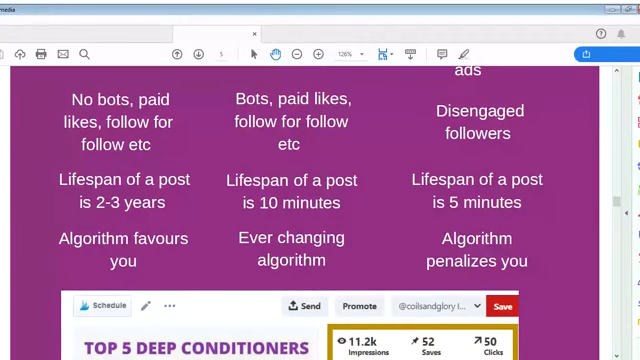 media
5
126%
ads
No bots, paid
likes, follow for
follow etc
Bots, paid likes,
follow for follow
etc
Disengaged
followers
Lifespan of a post
is 2-3 years
Lifespan of a post
is 10 minutes
Lifespan of a post
is 5 minutes
Algorithm favours
you
Ever changing
algorithm
Algorithm
penalizes you
Schedule
Send
Promote
@coilsandglory I...
Save
TOP 5 DEEP CONDITIONERS
11.2k
Impressions
52
Saves
50
Clicks